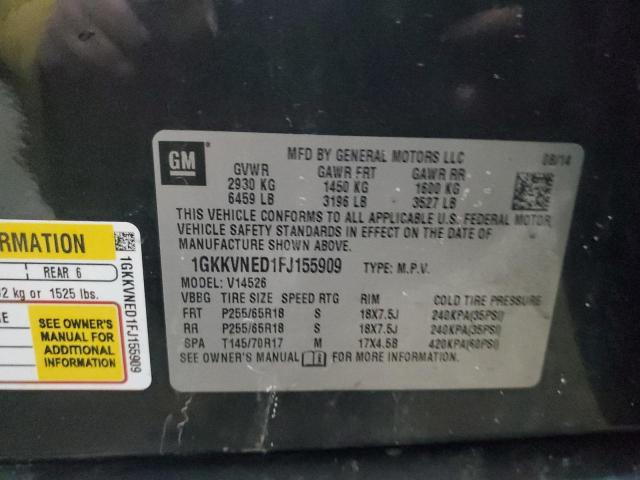 GM
MFD BY GENERAL MOTORS LLC 08/14
GVWR GAWR FRT GAWR RR
2930 KG 1450 KG 1600 KG
6459 LB 3196 LB 3527 LB
THIS VEHICLE CONFORMS TO ALL APPLICABLE U.S. FEDERAL MOTOR
VEHICLE SAFETY STANDARDS IN EFFECT ON THE DATE OF
MANUFACTURE SHOWN ABOVE.
1GKKVNED1FJ155909 TYPE: M.P.V.
MODEL: V14526
VBBG TIRE SIZE SPEED RTG RIM COLD TIRE PRESSURE
FRT P255/65R18 S 18X7.5J 240KPA(35PSI)
RR P255/65R18 S 18X7.5J 240KPA(35PSI)
SPA T145/70R17 M 17X4.5B 420KPA(60PSI)
SEE OWNER'S MANUAL FOR MORE INFORMATION.
ORMATION
REAR 6
2 kg or 1525 lbs.
E
SEE OWNER'S
MANUAL FOR
ADDITIONAL
INFORMATION
1GKKVNED1FJ155909